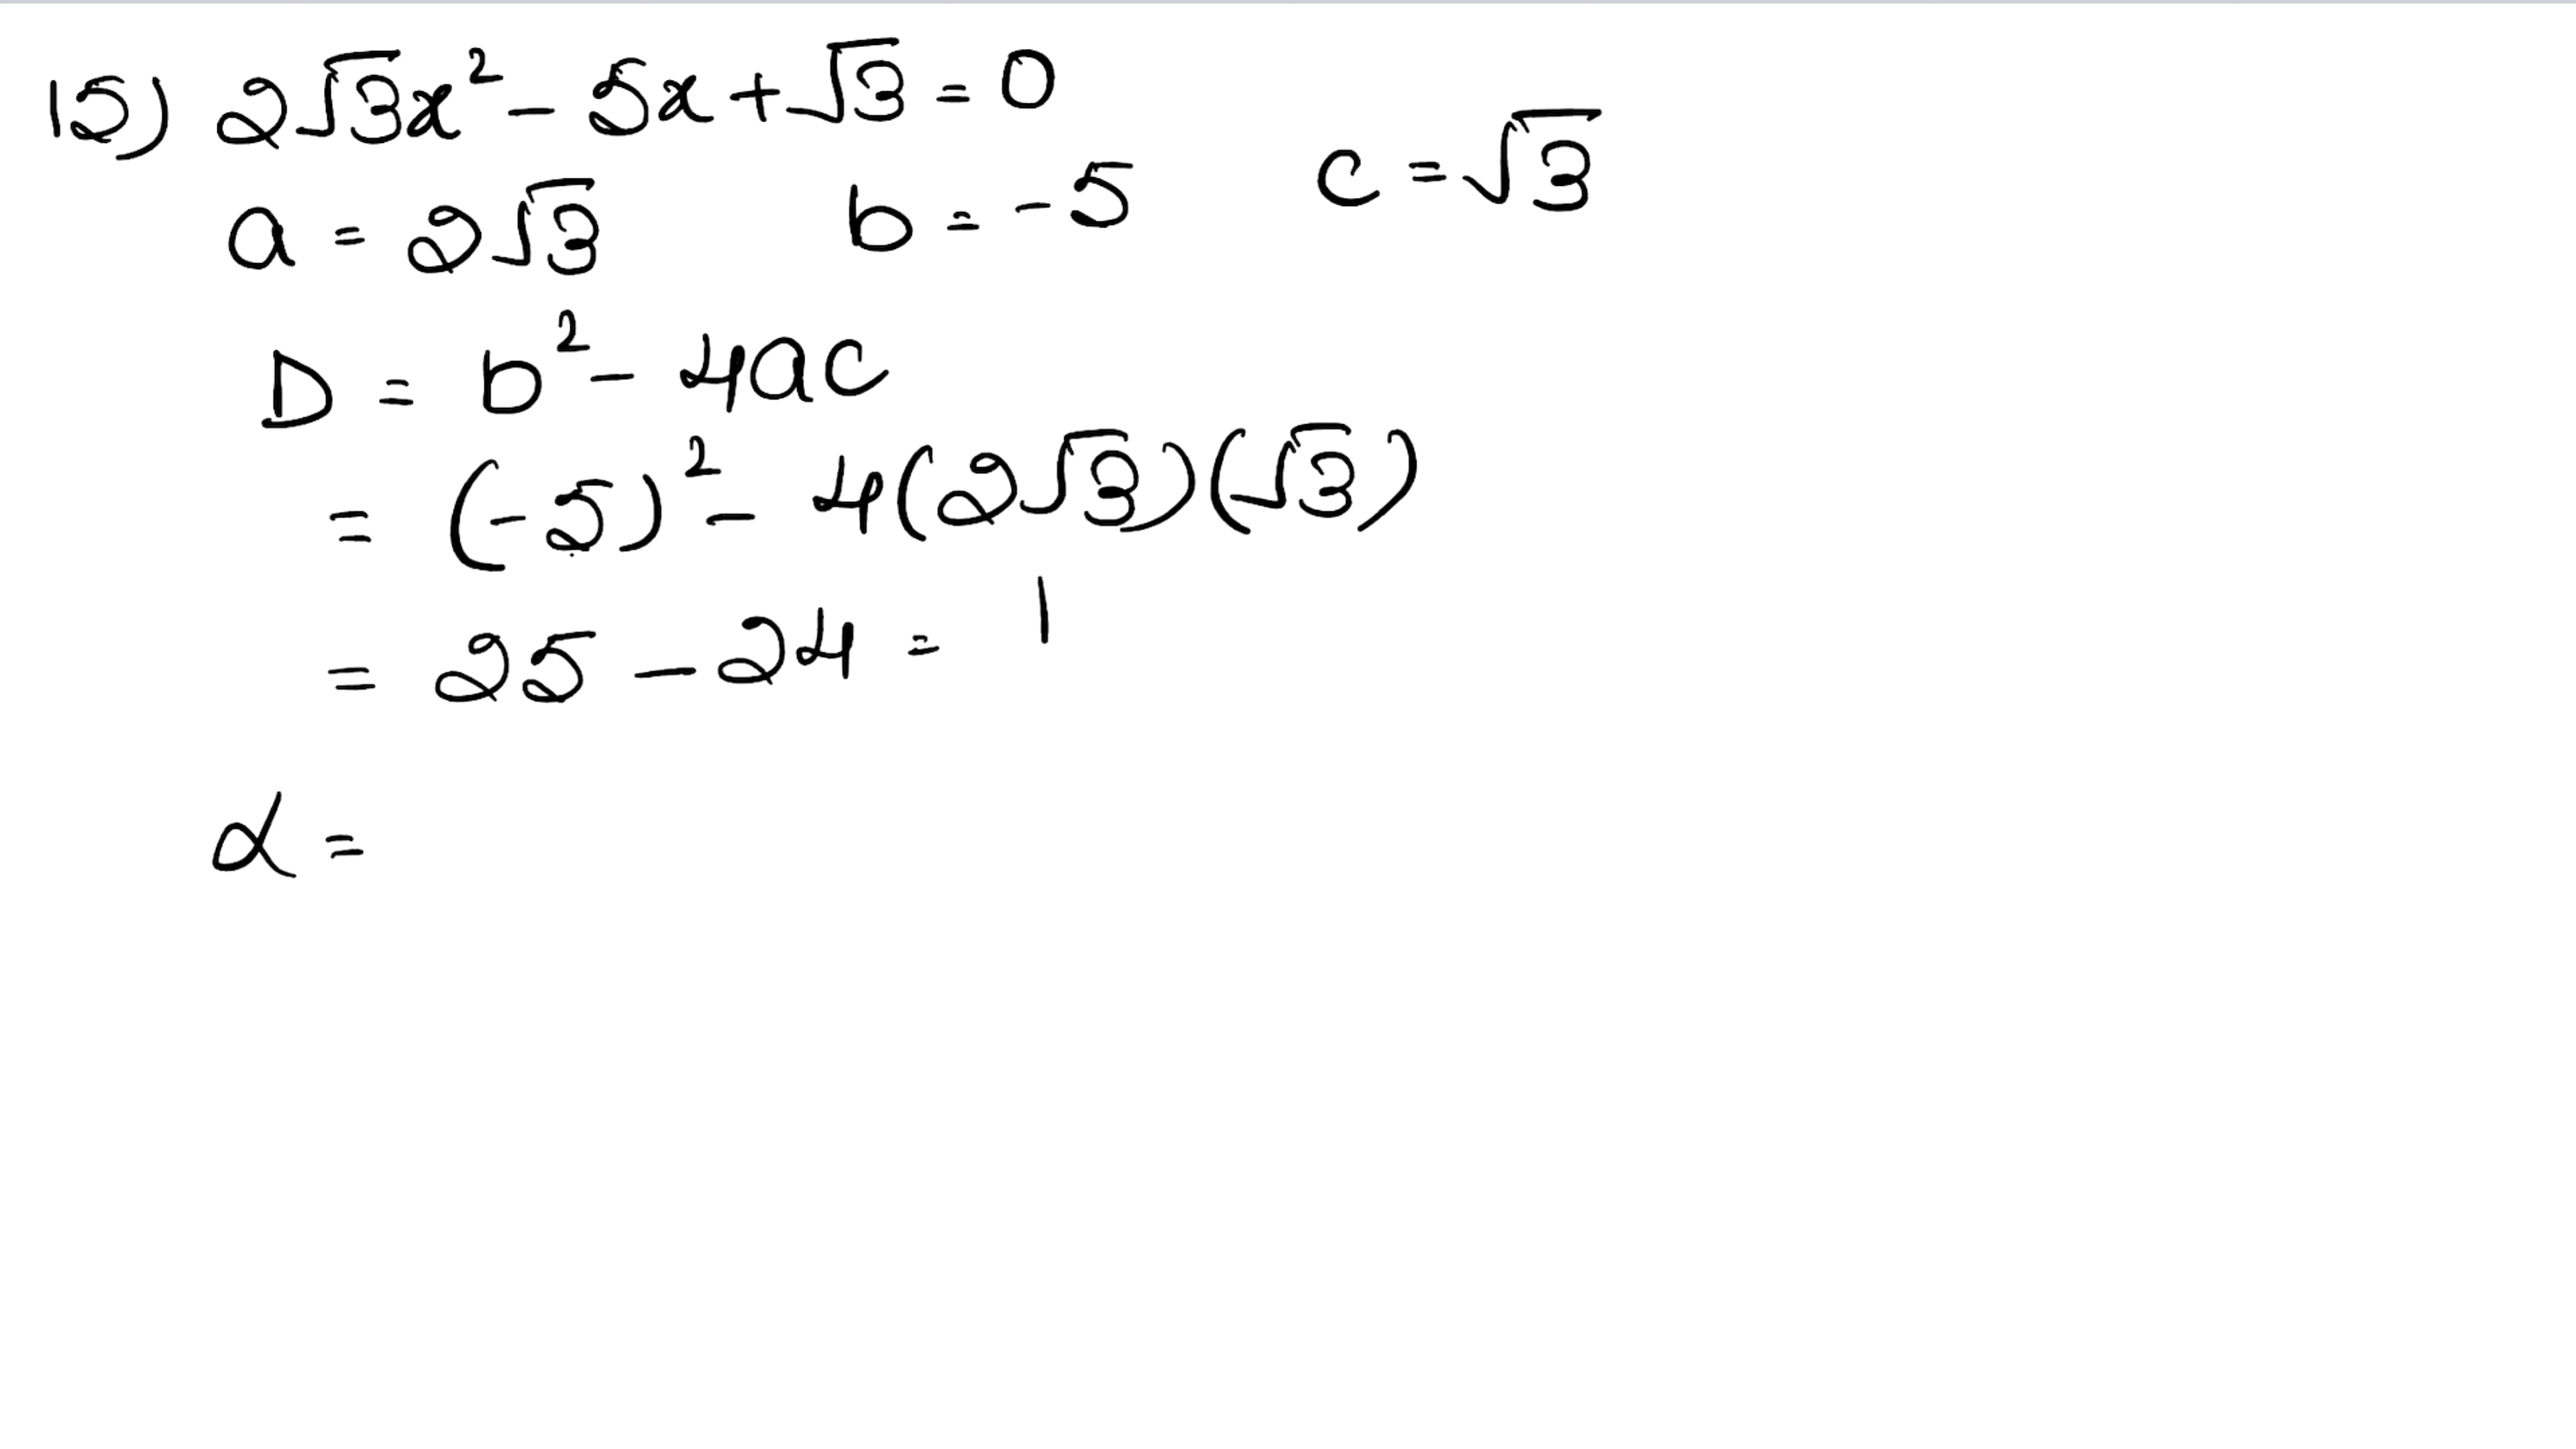 15) 2√3x² - 5x + √3 = 0
a = 2√3 b = -5 c = √3
D = b² - 4ac
= (-5)² - 4(2√3)(√3)
= 25 - 24 = 1
α =